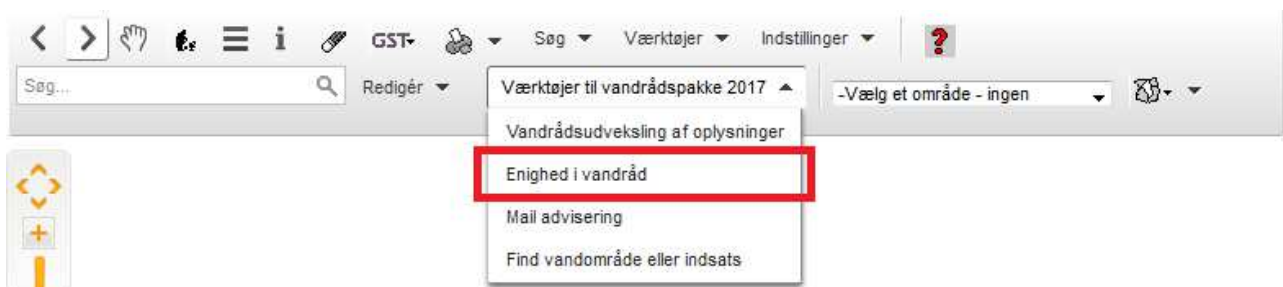 GST Søg Værktøjer Indstillinger ?
Søg... Redigér Værktøjer til vandrådspakke 2017 -Vælg et område - ingen
Vandrådsudveksling af oplysninger
Enighed i vandråd
Mail advisering
Find vandområde eller indsats